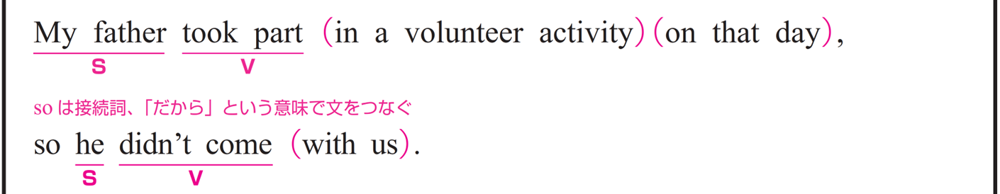 My father took part (in a volunteer activity)(on that day),
S V
so は接続詞、「だから」という意味で文をつなぐ
so he didn't come (with us).
S V